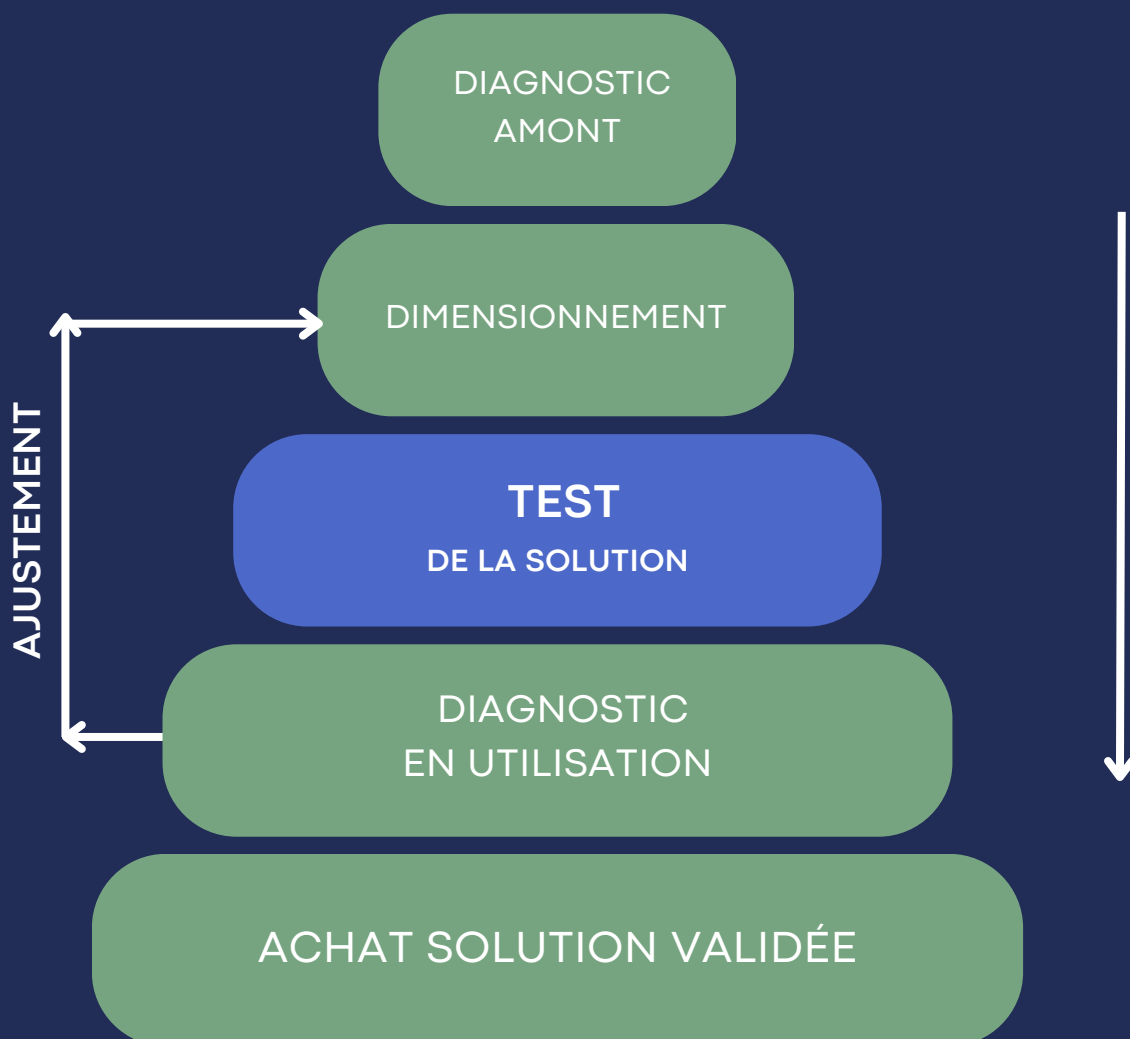 DIAGNOSTIC
AMONT
DIMENSIONNEMENT
AJUSTEMENT
TEST
DE LA SOLUTION
DIAGNOSTIC
EN UTILISATION
ACHAT SOLUTION VALIDÉE